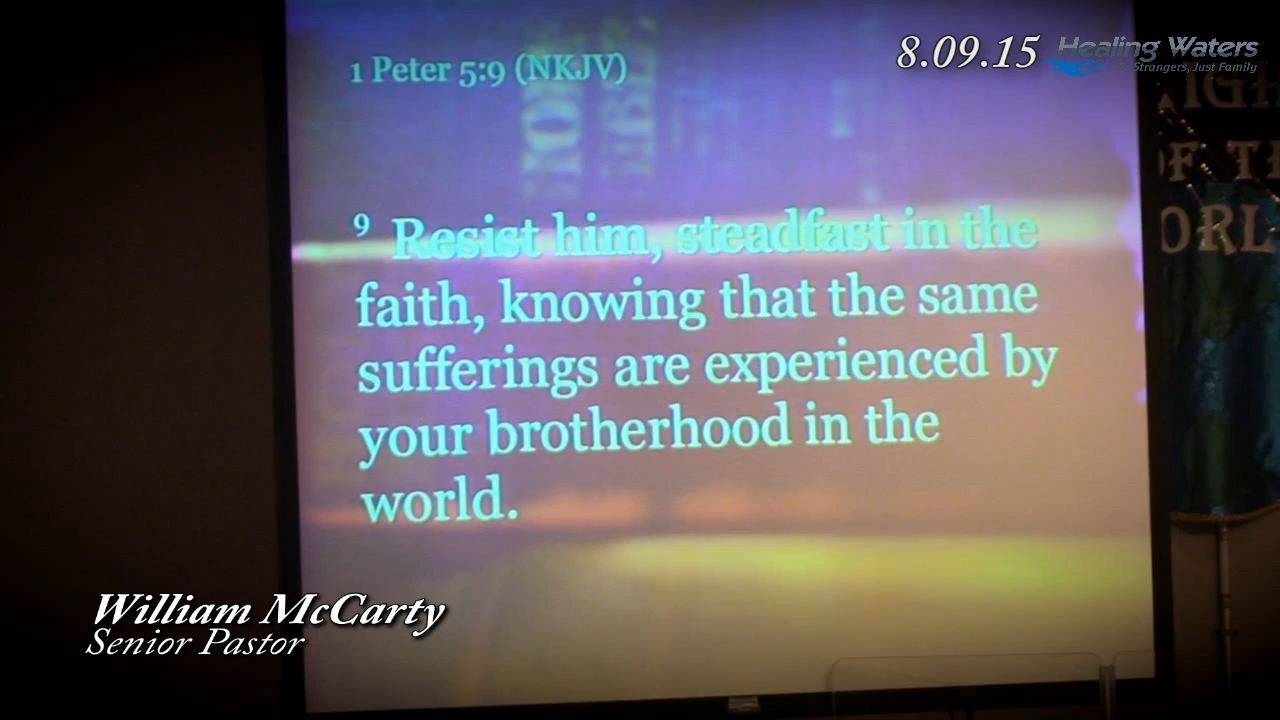 8.09.15
Healing Waters
Strangers, Just Family
1 Peter 5:9 (NKJV)
9 Resist him, steadfast in the
faith, knowing that the same
sufferings are experienced by
your brotherhood in the
world.
William McCarty
Senior Pastor